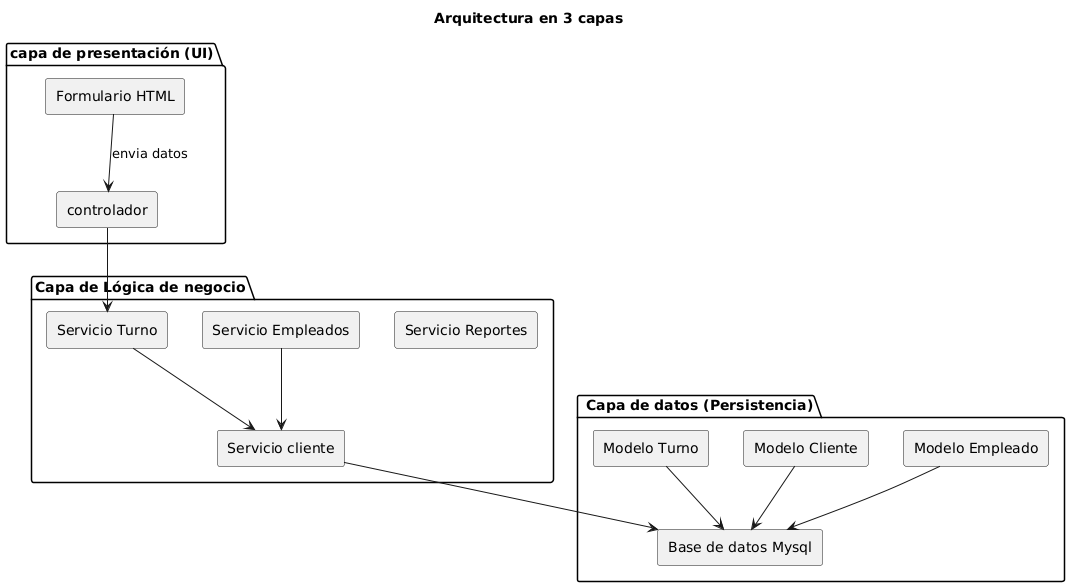 Arquitectura en 3 capas
capa de presentación (UI)
Formulario HTML
envia datos
controlador
Capa de Lógica de negocio
Servicio Turno
Servicio Empleados
Servicio Reportes
Servicio cliente
Capa de datos (Persistencia)
Modelo Turno
Modelo Cliente
Modelo Empleado
Base de datos Mysql